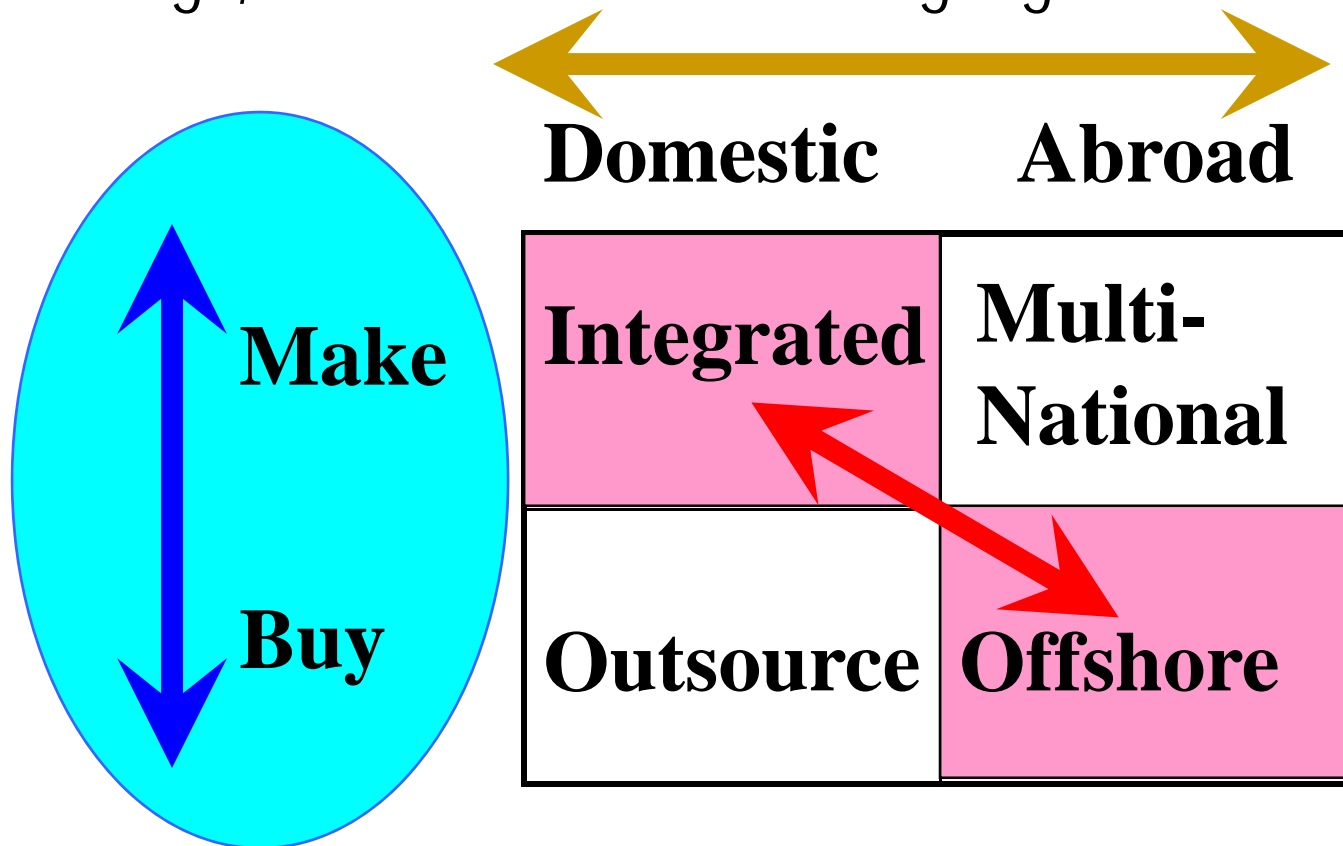 Domestic Abroad
Integrated
Multi-
National
Make
Buy
Outsource Offshore